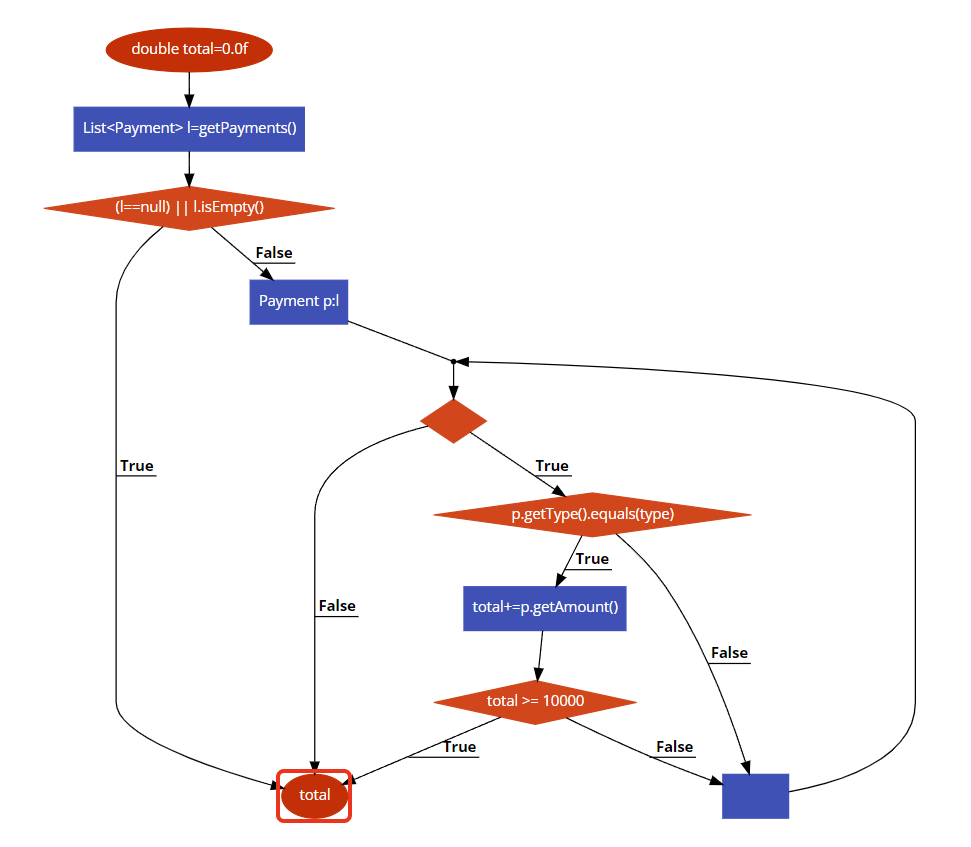 double total=0.0f
List<Payment> l=getPayments()
(l==null) || l.isEmpty()
False
Payment p:l
True
True
p.getType().equals(type)
True
total+=p.getAmount()
False
False
total >= 10000
True
False
total